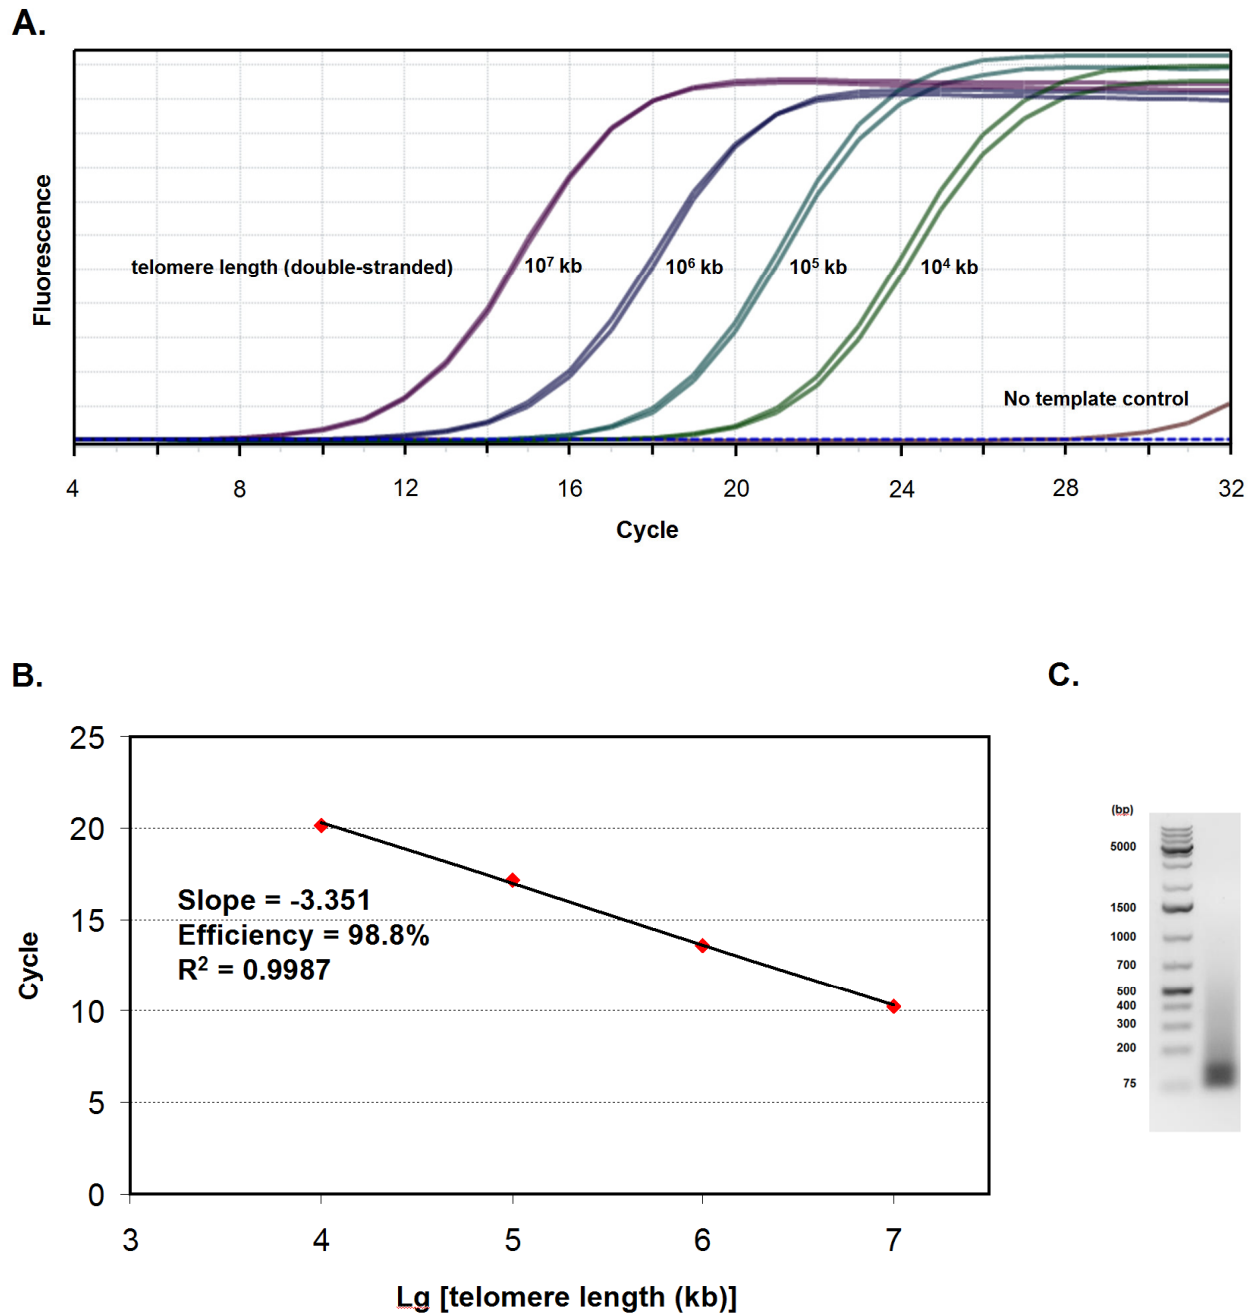 A.
Fluorescence
telomere length (double-stranded)
10⁷ kb
10⁶ kb
10⁵ kb
10⁴ kb
No template control
4 8 12 16 20 24 28 32
Cycle
B.
25
20
15
10
5
0
Cycle
Slope = -3.351
Efficiency = 98.8%
R² = 0.9987
3 4 5 6 7
Lg [telomere length (kb)]
C.
(bp)
5000
1500
1000
700
500
400
300
200
75